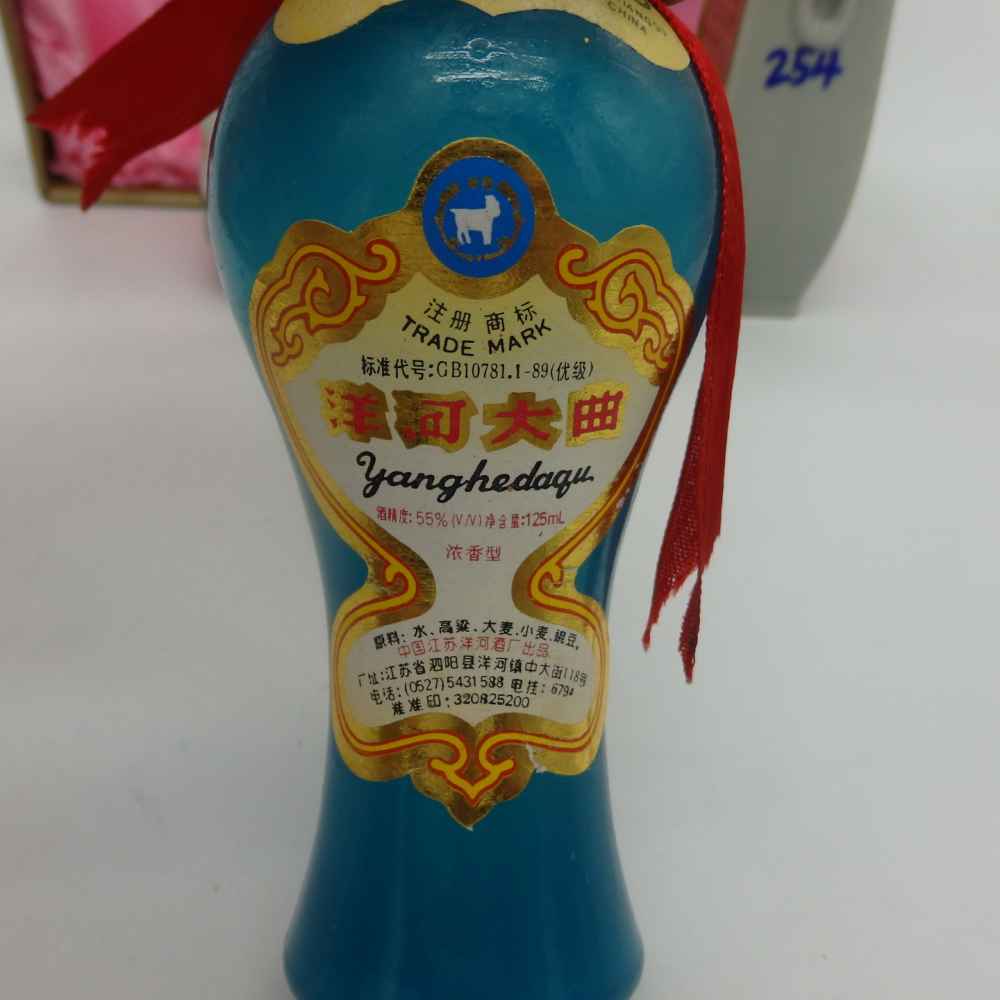 CHINA
254
注册商标
TRADE MARK
标准代号:GB10781.1-89(优级)
洋河大曲
Yanghedaqu
酒精度:55%(V/V)净含量:125mL
浓香型
原料:水、高粱、大麦、小麦、豌豆。
中国江苏洋河酒厂出品
厂址:江苏省泗阳县洋河镇中大街118号
电话:(0527)5431588 电挂:6794
准印:320825200